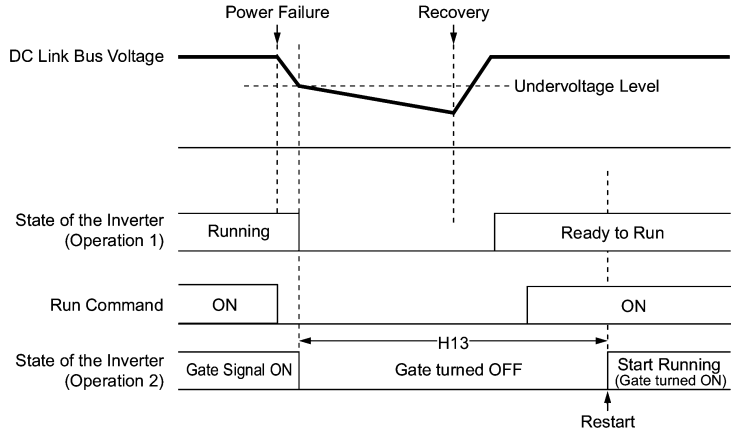 Power Failure
Recovery
DC Link Bus Voltage
Undervoltage Level
State of the Inverter
(Operation 1)
Running
Ready to Run
Run Command
ON
ON
H13
State of the Inverter
(Operation 2)
Gate Signal ON
Gate turned OFF
Start Running
(Gate turned ON)
Restart